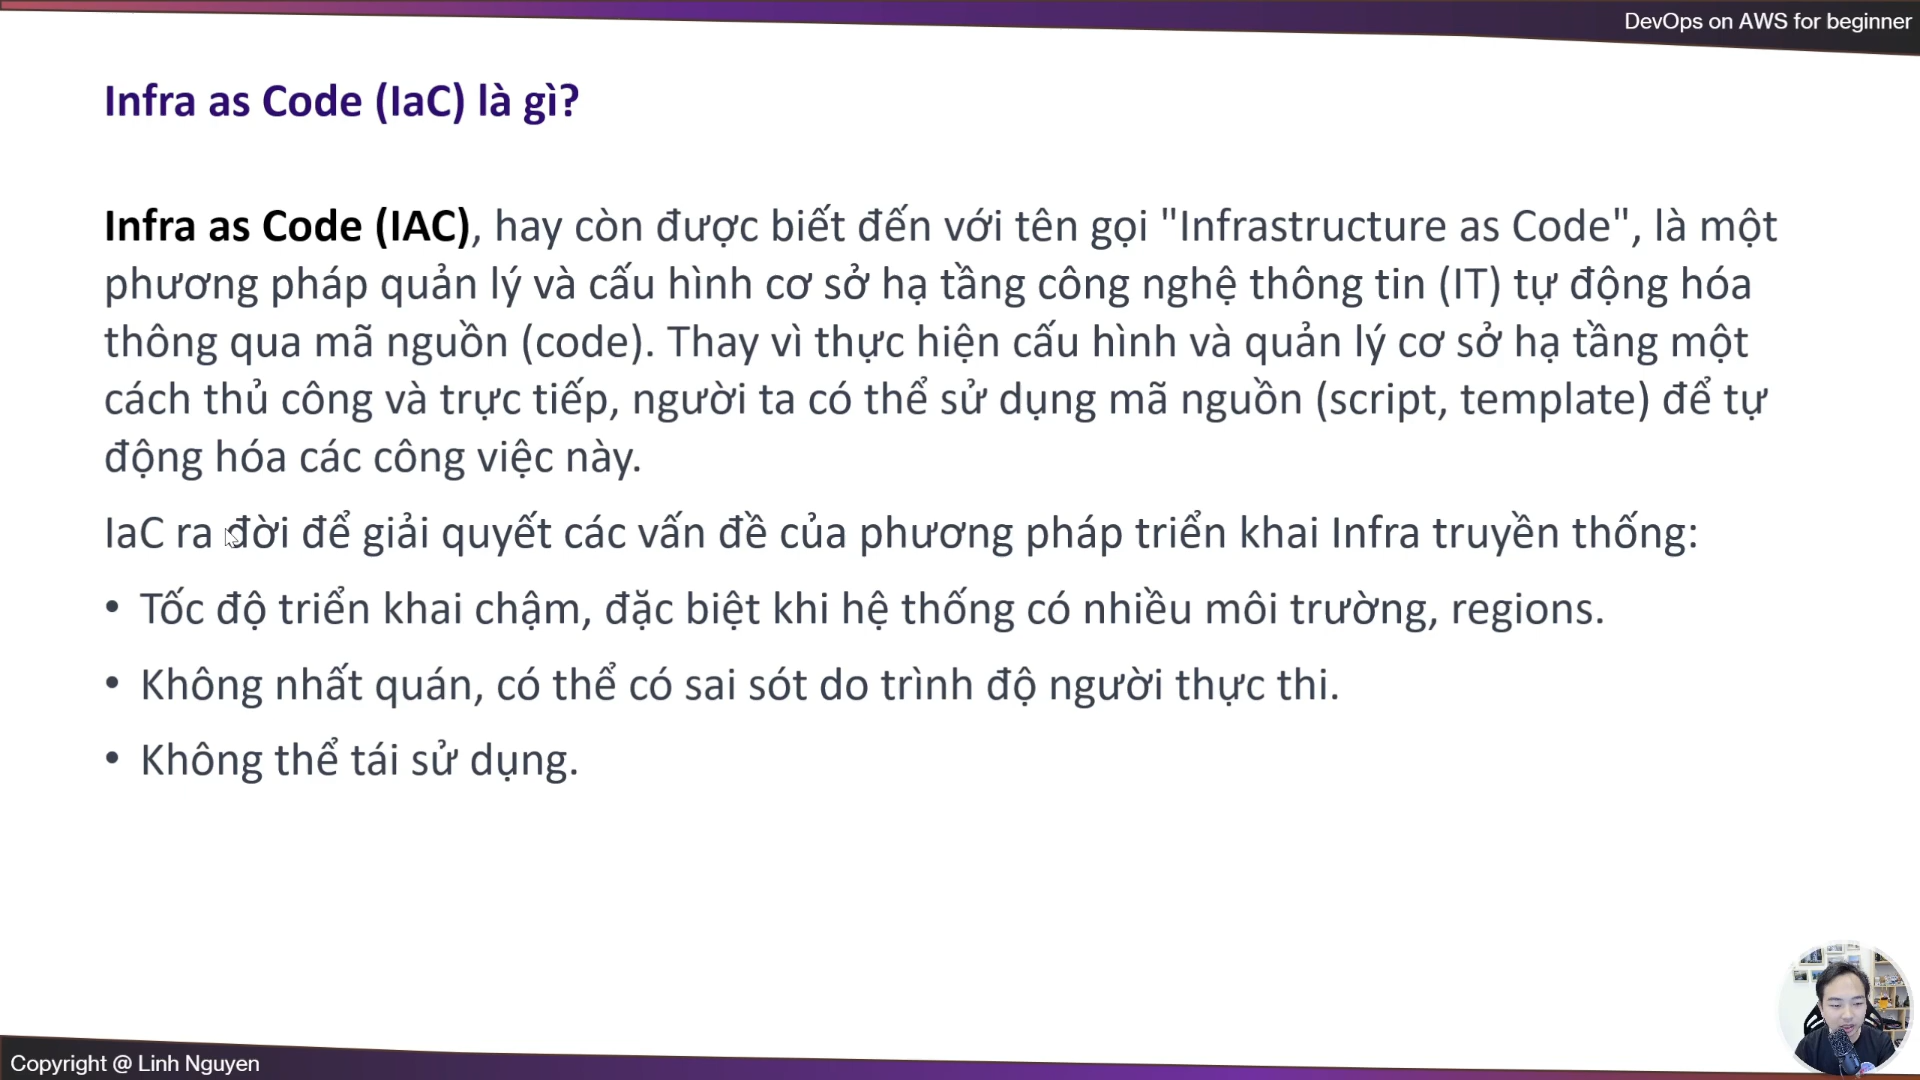 DevOps on AWS for beginner
Infra as Code (IaC) là gì?
Infra as Code (IAC), hay còn được biết đến với tên gọi "Infrastructure as Code", là một
phương pháp quản lý và cấu hình cơ sở hạ tầng công nghệ thông tin (IT) tự động hóa
thông qua mã nguồn (code). Thay vì thực hiện cấu hình và quản lý cơ sở hạ tầng một
cách thủ công và trực tiếp, người ta có thể sử dụng mã nguồn (script, template) để tự
động hóa các công việc này.
IaC ra đời để giải quyết các vấn đề của phương pháp triển khai Infra truyền thống:
• Tốc độ triển khai chậm, đặc biệt khi hệ thống có nhiều môi trường, regions.
• Không nhất quán, có thể có sai sót do trình độ người thực thi.
• Không thể tái sử dụng.
Copyright @ Linh Nguyen